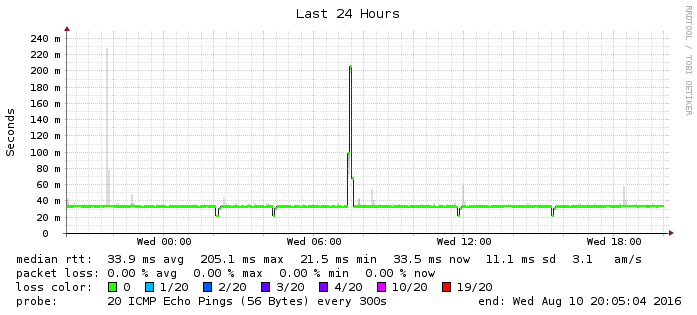 Last 24 Hours
RRDTOOL / TOBI OETIKER
Seconds
240 m
220 m
200 m
180 m
160 m
140 m
120 m
100 m
80 m
60 m
40 m
20 m
0
Wed 00:00 Wed 06:00 Wed 12:00 Wed 18:00
median rtt: 33.9 ms avg 205.1 ms max 21.5 ms min 33.5 ms now 11.1 ms sd 3.1 am/s
packet loss: 0.00 % avg 0.00 % max 0.00 % min 0.00 % now
loss color: 0 1/20 2/20 3/20 4/20 10/20 19/20
probe: 20 ICMP Echo Pings (56 Bytes) every 300s end: Wed Aug 10 20:05:04 2016